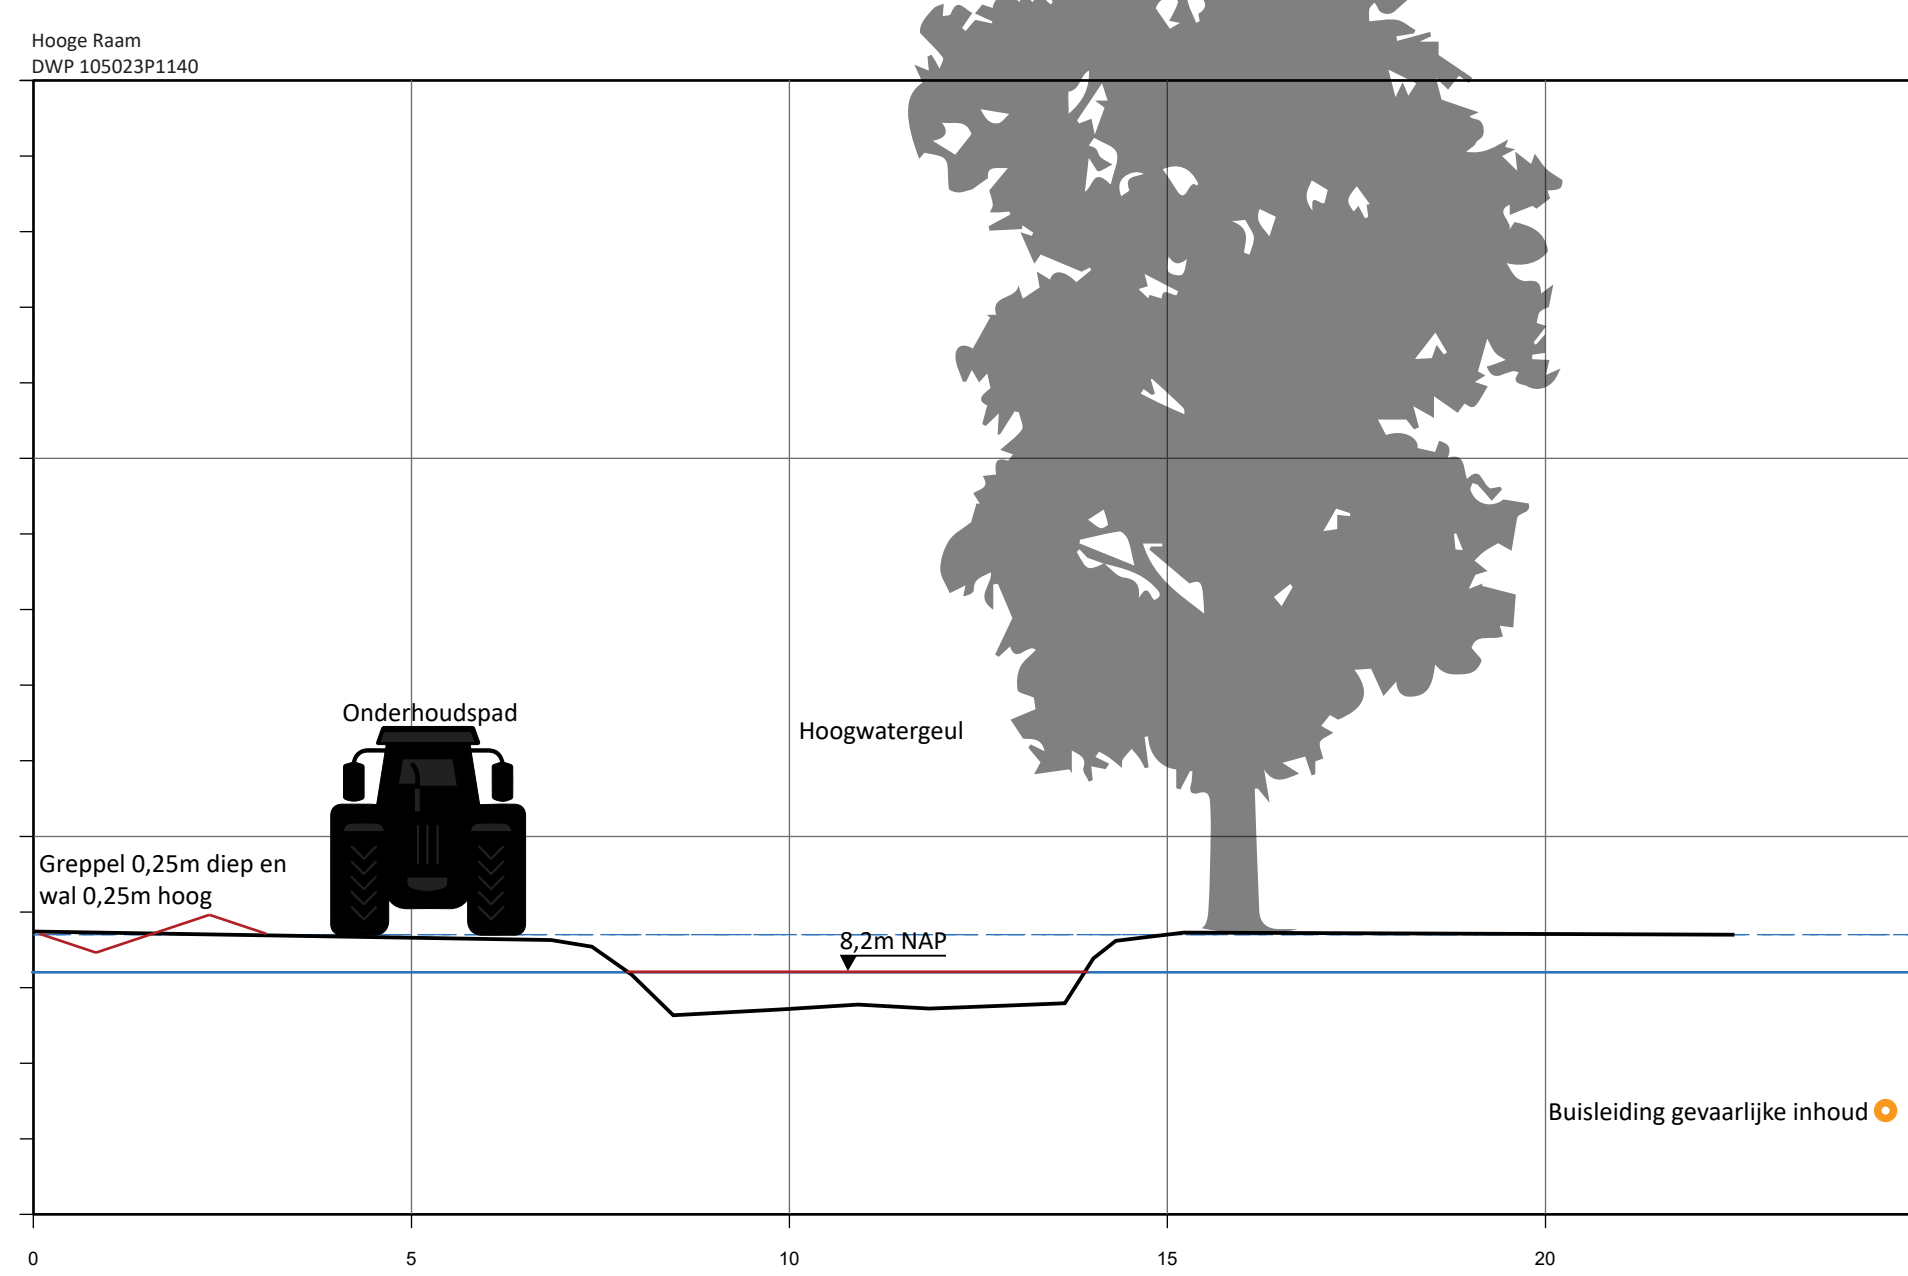 Hooge Raam
DWP 105023P1140
Onderhoudspad
Hoogwatergeul
Greppel 0,25m diep en
wal 0,25m hoog
8,2m NAP
Buisleiding gevaarlijke inhoud
0 5 10 15 20